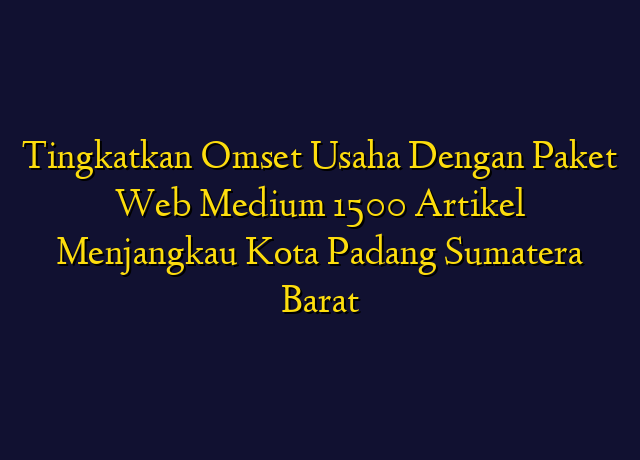 Tingkatkan Omset Usaha Dengan Paket
Web Medium 1500 Artikel
Menjangkau Kota Padang Sumatera
Barat